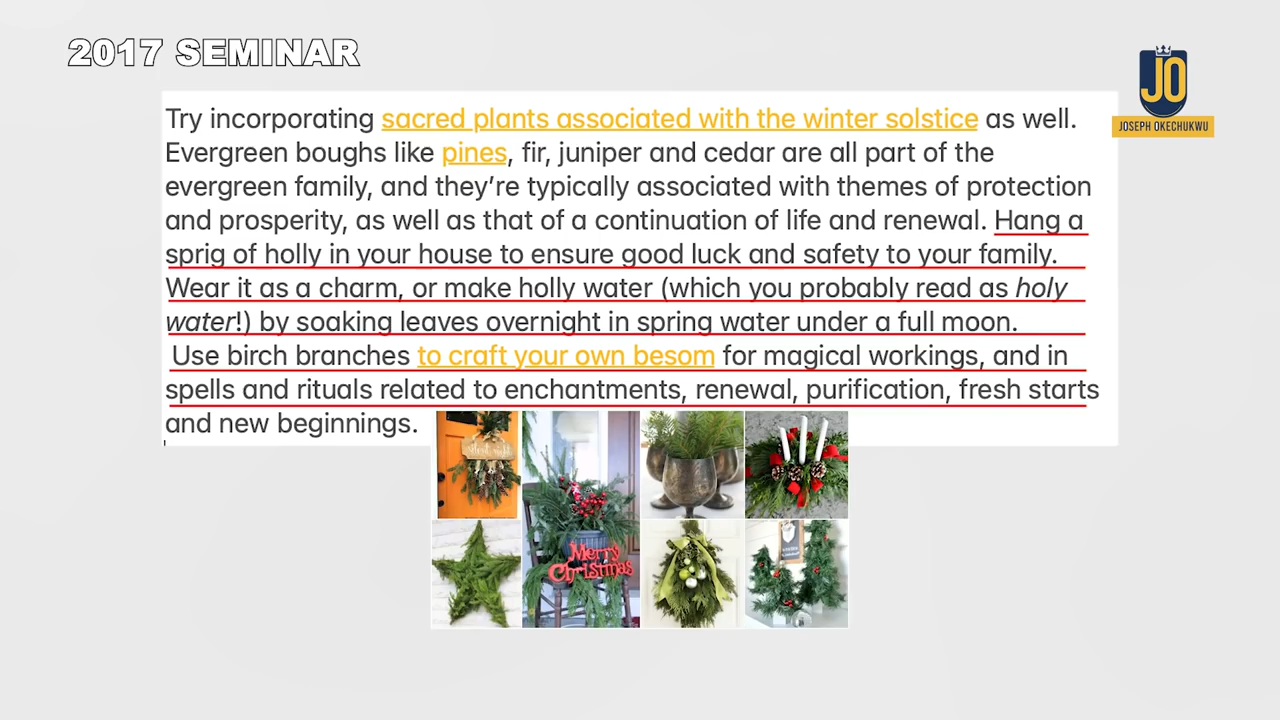 2017 SEMINAR
JO
JOSEPH OKECHUKWU
Try incorporating sacred plants associated with the winter solstice as well.
Evergreen boughs like pines, fir, juniper and cedar are all part of the
evergreen family, and they’re typically associated with themes of protection
and prosperity, as well as that of a continuation of life and renewal. Hang a
sprig of holly in your house to ensure good luck and safety to your family.
Wear it as a charm, or make holly water (which you probably read as holy
water!) by soaking leaves overnight in spring water under a full moon.
Use birch branches to craft your own besom for magical workings, and in
spells and rituals related to enchantments, renewal, purification, fresh starts
and new beginnings.
Merry
Christmas